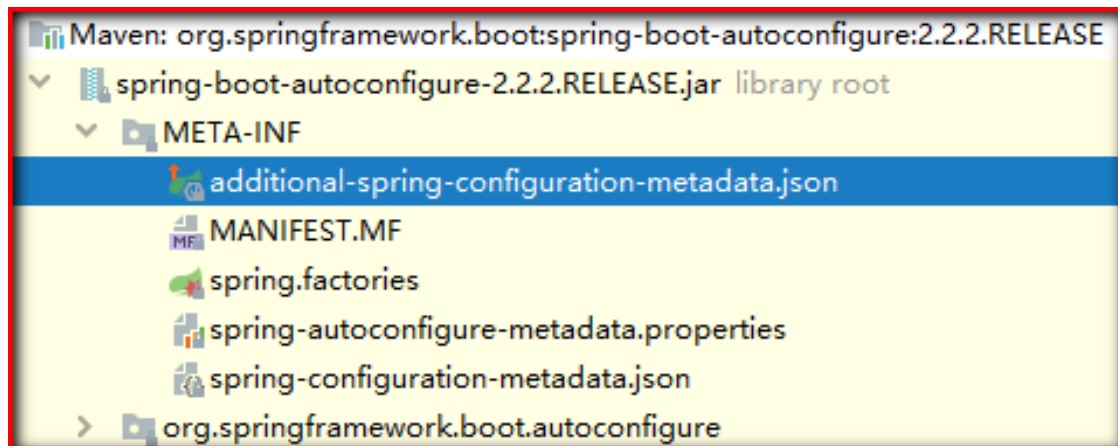 Maven: org.springframework.boot:spring-boot-autoconfigure:2.2.2.RELEASE
spring-boot-autoconfigure-2.2.2.RELEASE.jar library root
META-INF
additional-spring-configuration-metadata.json
MF MANIFEST.MF
spring.factories
spring-autoconfigure-metadata.properties
spring-configuration-metadata.json
org.springframework.boot.autoconfigure